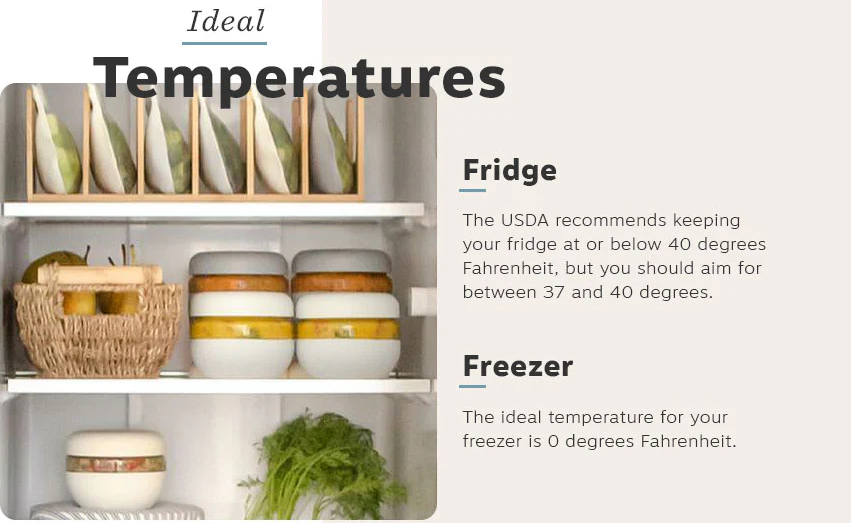 Ideal
Temperatures
Fridge
The USDA recommends keeping
your fridge at or below 40 degrees
Fahrenheit, but you should aim for
between 37 and 40 degrees.
Freezer
The ideal temperature for your
freezer is 0 degrees Fahrenheit.